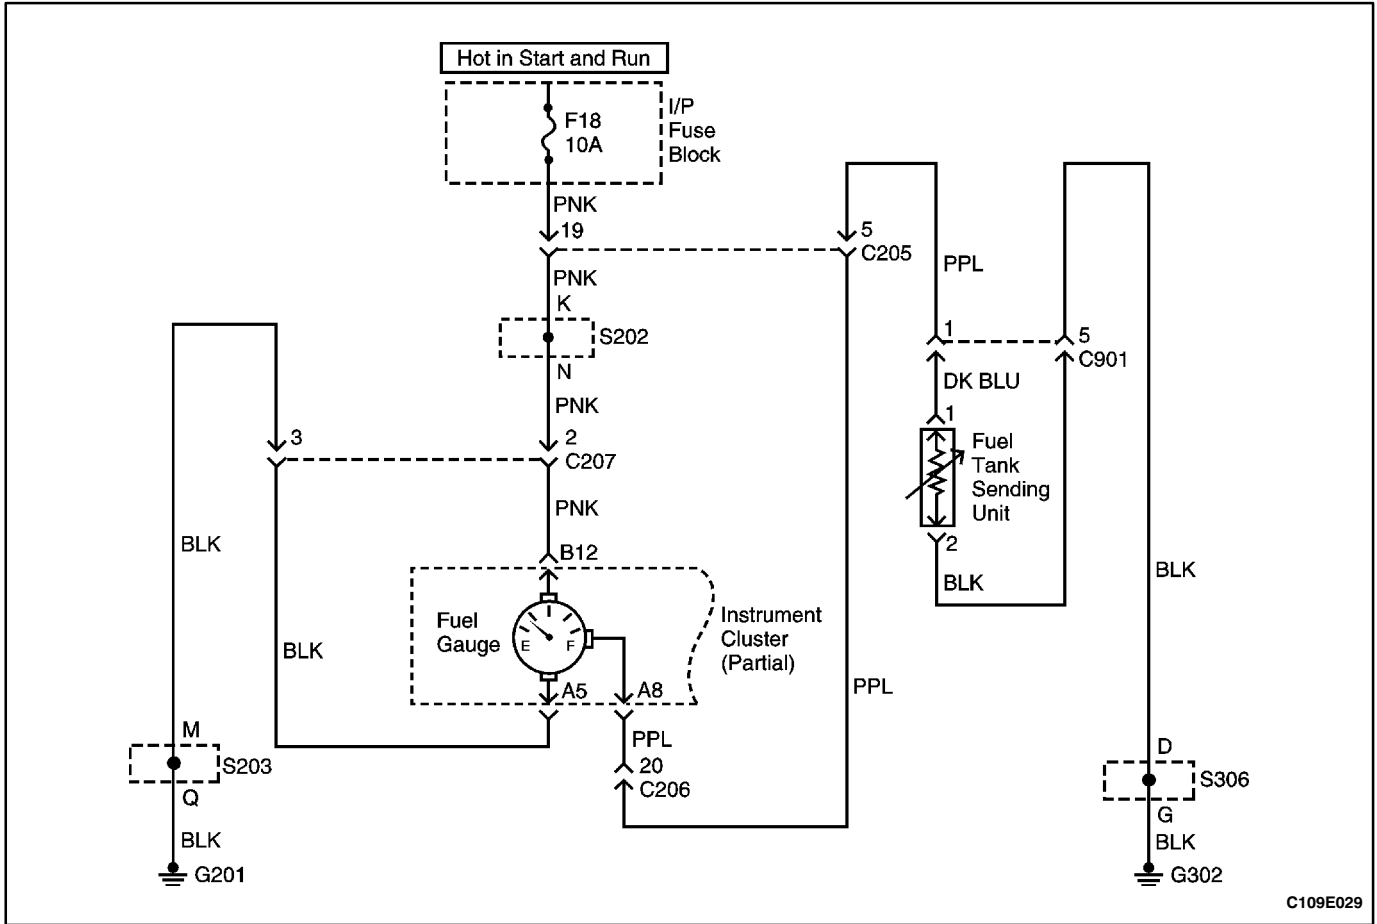 Hot in Start and Run
F18
10A
I/P
Fuse
Block
PNK
19
5
C205
PNK
K
S202
N
PNK
PPL
1
5
C901
DK BLU
1
3
2
C207
Fuel
Tank
Sending
Unit
PNK
2
BLK
B12
BLK
BLK
Fuel
Gauge
E
F
Instrument
Cluster
(Partial)
BLK
A5
A8
PPL
M
S203
Q
PPL
20
C206
D
S306
G
BLK
G201
BLK
G302
C109E029